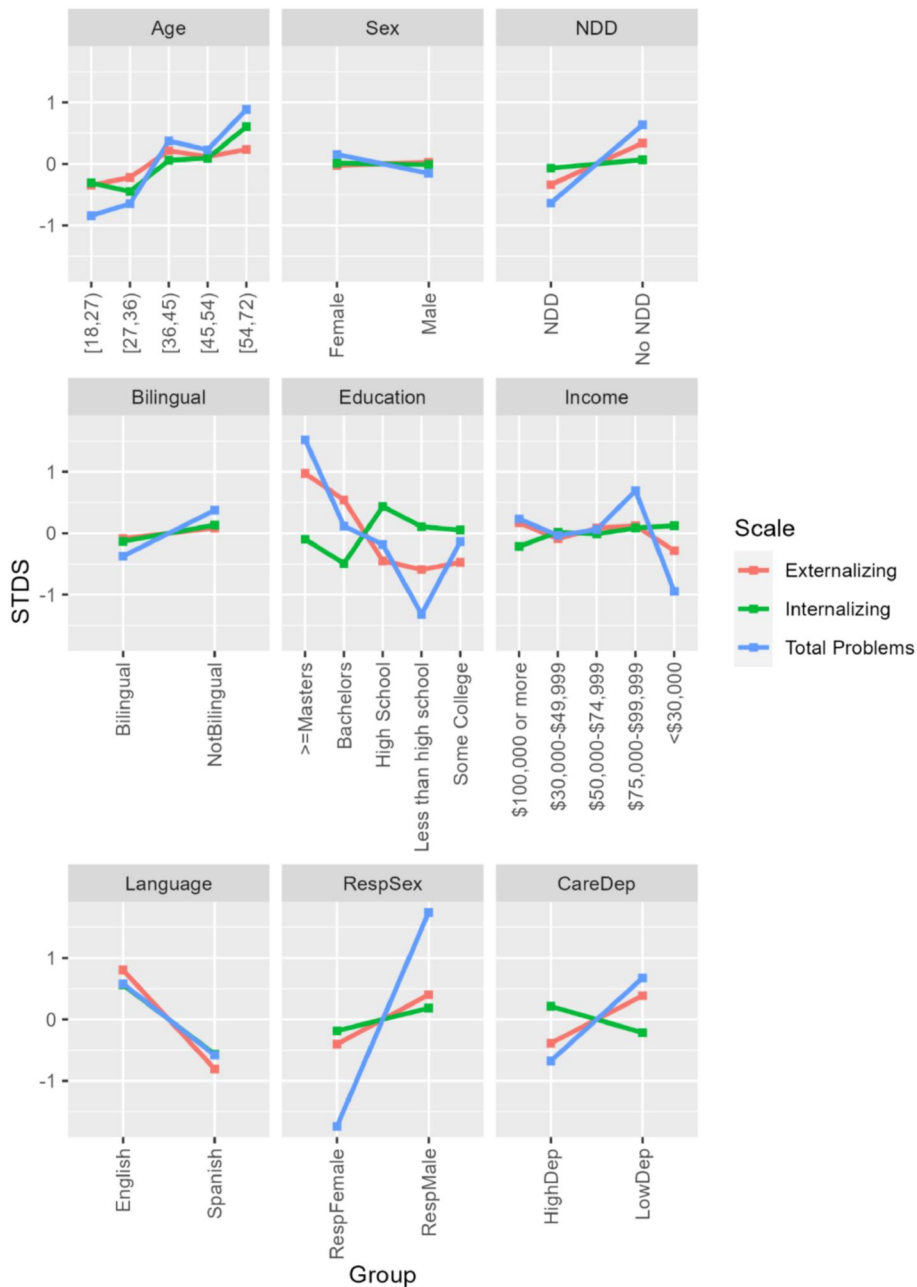 Age Sex NDD
1
0
-1
[18,27) [27,36) [36,45) [45,54) [54,72) Female Male NDD No NDD
Bilingual Education Income
1
0
-1
Bilingual NotBilingual >=Masters Bachelors High School Less than high school Some College $100,000 or more $30,000-$49,999 $50,000-$74,999 $75,000-$99,999 <$30,000
STDS
Scale
Externalizing
Internalizing
Total Problems
Language RespSex CareDep
1
0
-1
English Spanish RespFemale RespMale HighDep LowDep
Group